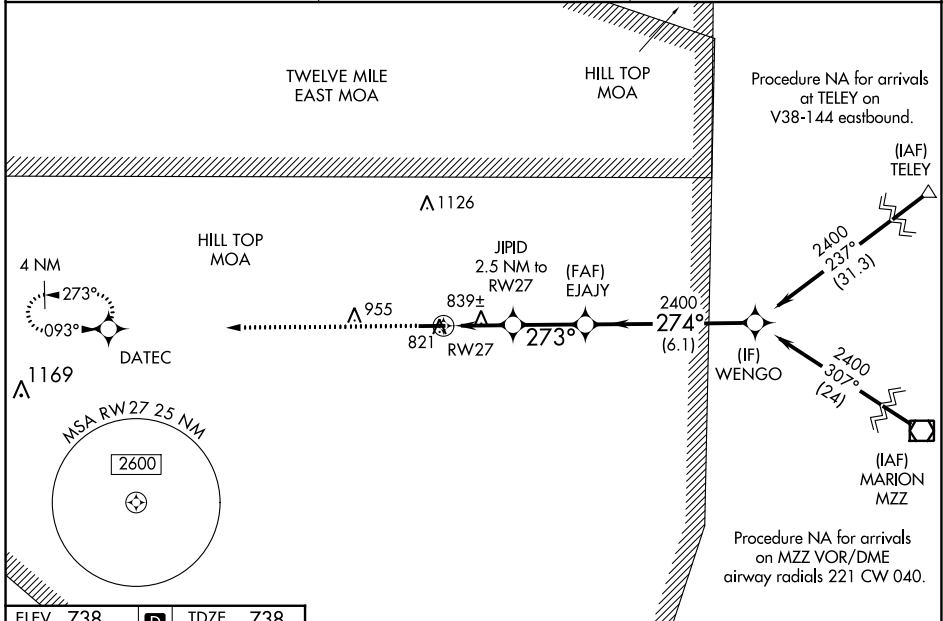 TWELVE MILE
EAST MOA
HILL TOP
MOA
Procedure NA for arrivals
at TELEY on
V38-144 eastbound.
(IAF)
TELEY
1126
HILL TOP
MOA
4 NM
273°
093°
DATEC
1169
955
839±
821
RW27
JIPID
2.5 NM to
RW27
(FAF)
EJAJY
273°
2400
274°
(6.1)
2400
237°
(31.3)
(IF)
WENGO
2400
307°
(24)
(IAF)
MARION
MZZ
MSA RW27 25 NM
2600
Procedure NA for arrivals
on MZZ VOR/DME
airway radials 221 CW 040.
ELEV 738 D TDZE 738